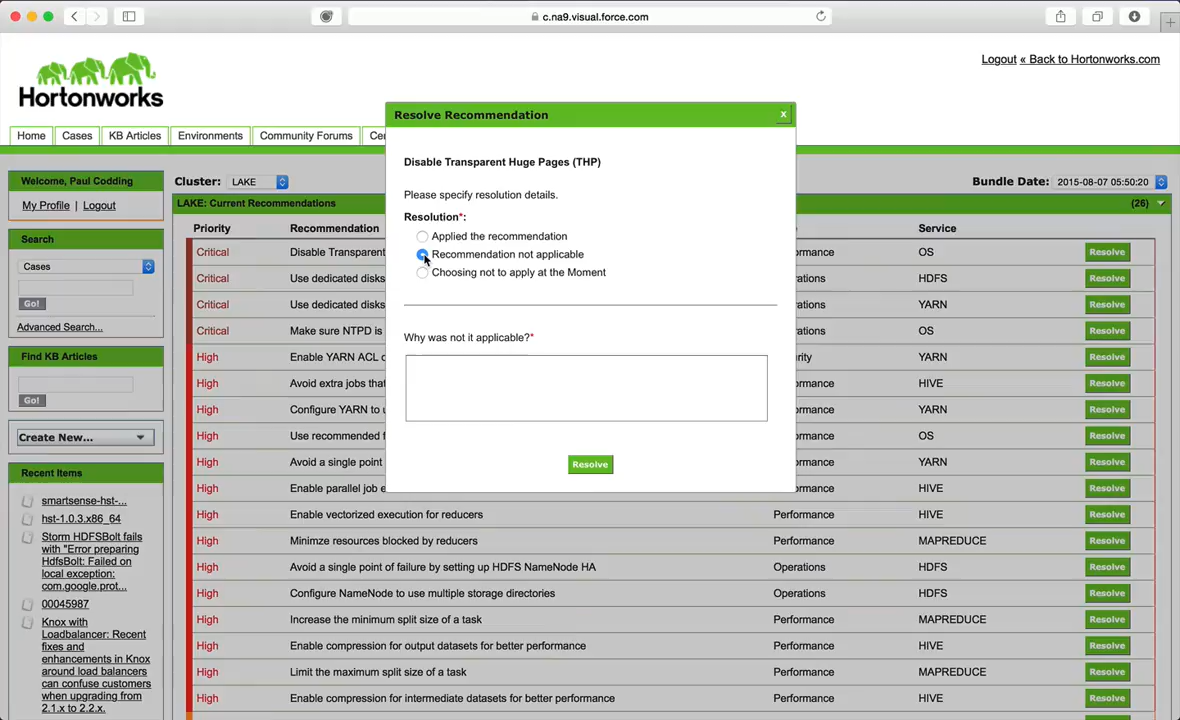 c.na9.visual.force.com
Logout « Back to Hortonworks.com
Hortonworks
Home Cases KB Articles Environments Community Forums
Resolve Recommendation x
Disable Transparent Huge Pages (THP)
Please specify resolution details.
Resolution*:
Applied the recommendation
Recommendation not applicable
Choosing not to apply at the Moment
Why was not it applicable?*
Resolve
Welcome, Paul Codding
My Profile | Logout
Search
Cases
Go!
Advanced Search...
Find KB Articles
Go!
Create New...
Recent Items
smartsense-hst-...
hst-1.0.3.x86_64
Storm HDFSBolt fails
with "Error preparing
HdfsBolt: Failed on
local exception:
com.google.prot...
00045987
Knox with
Loadbalancer: Recent
fixes and
enhancements in Knox
around load balancers
can confuse customers
when upgrading from
2.1.x to 2.2.x.
Cluster: LAKE Bundle Date: 2015-08-07 05:50:20
LAKE: Current Recommendations (26)
Priority Recommendation Service
Critical Disable Transparent OS Resolve
Critical Use dedicated disks HDFS Resolve
Critical Use dedicated disks YARN Resolve
Critical Make sure NTPD is OS Resolve
High Enable YARN ACL YARN Resolve
High Avoid extra jobs that HIVE Resolve
High Configure YARN to YARN Resolve
High Use recommended OS Resolve
High Avoid a single point YARN Resolve
High Enable parallel job HIVE Resolve
High Enable vectorized execution for reducers Performance HIVE Resolve
High Minimze resources blocked by reducers Performance MAPREDUCE Resolve
High Avoid a single point of failure by setting up HDFS NameNode HA Operations HDFS Resolve
High Configure NameNode to use multiple storage directories Operations HDFS Resolve
High Increase the minimum split size of a task Performance MAPREDUCE Resolve
High Enable compression for output datasets for better performance Performance HIVE Resolve
High Limit the maximum split size of a task Performance MAPREDUCE Resolve
High Enable compression for intermediate datasets for better performance Performance HIVE Resolve